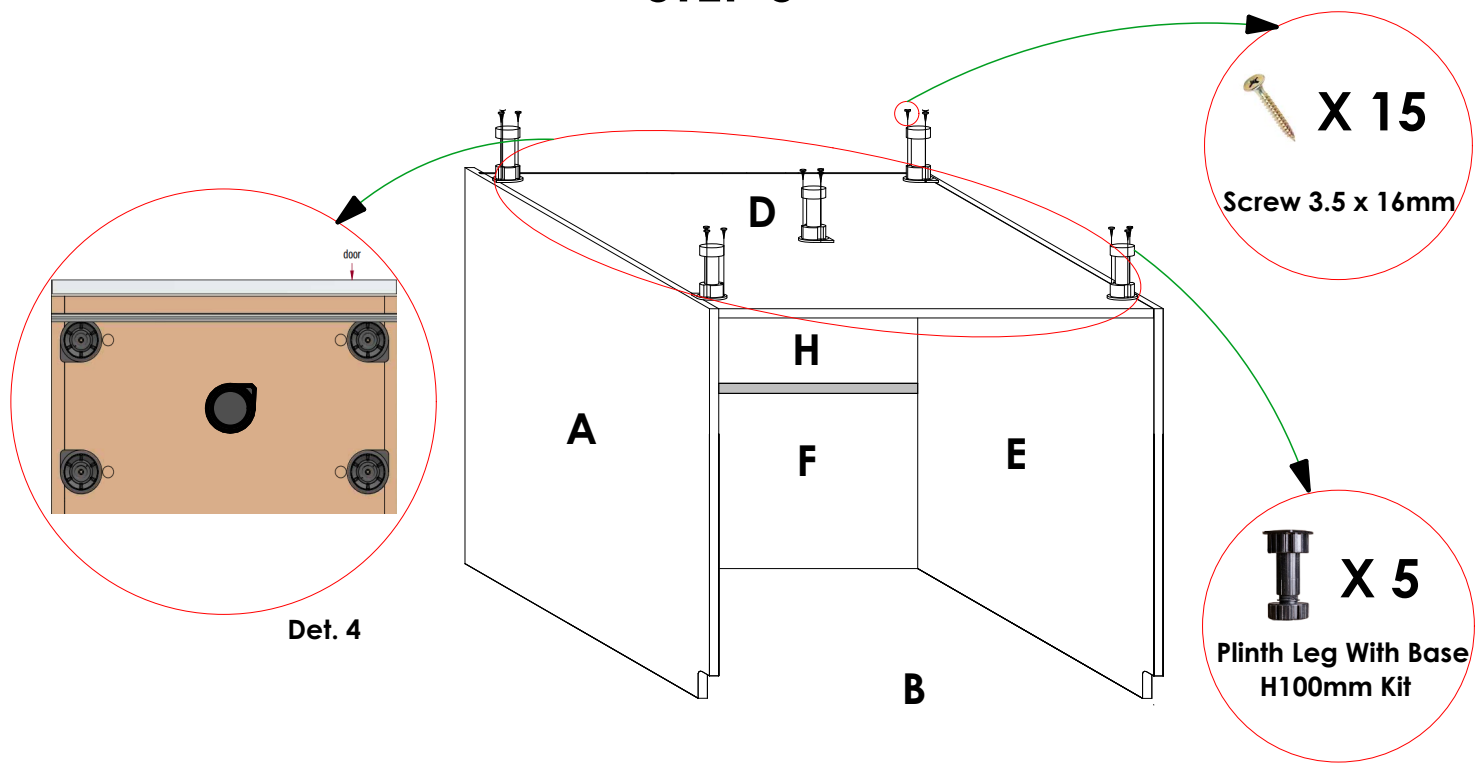 X 15
Screw 3.5 x 16mm
D
door
H
A
F
E
X 5
Det. 4
Plinth Leg With Base
H100mm Kit
B